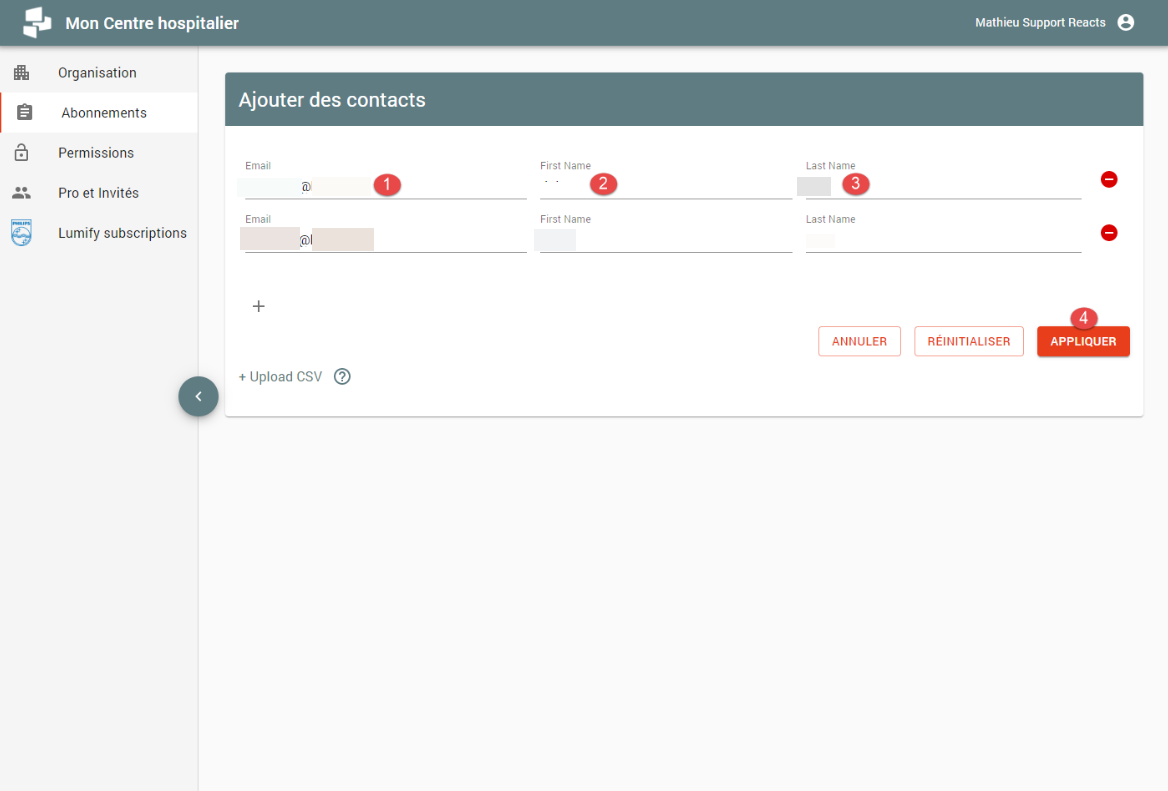 Mon Centre hospitalier
Mathieu Support Reacts
Organisation
Abonnements
Permissions
Pro et Invités
PHILIPS
Lumify subscriptions
Ajouter des contacts
Email First Name Last Name
@ 1 2 3
Email First Name Last Name
@
+
4
ANNULER RÉINITIALISER APPLIQUER
+ Upload CSV ?